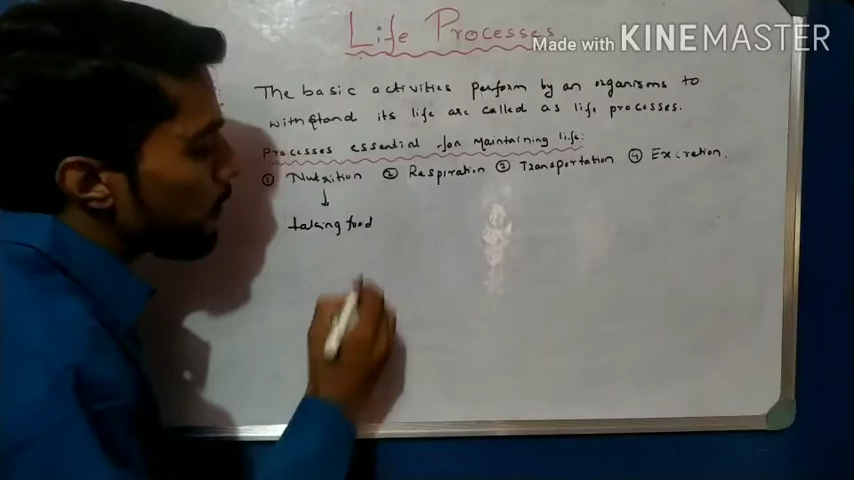 Life Processes
Made with KINEMASTER
The basic activities perform by an organisms to
withstand its life are called as life processes.
Processes essential for Maintaining life:
① Nutrition ② Respiration ③ Transportation ④ Excretion.
↓
taking food